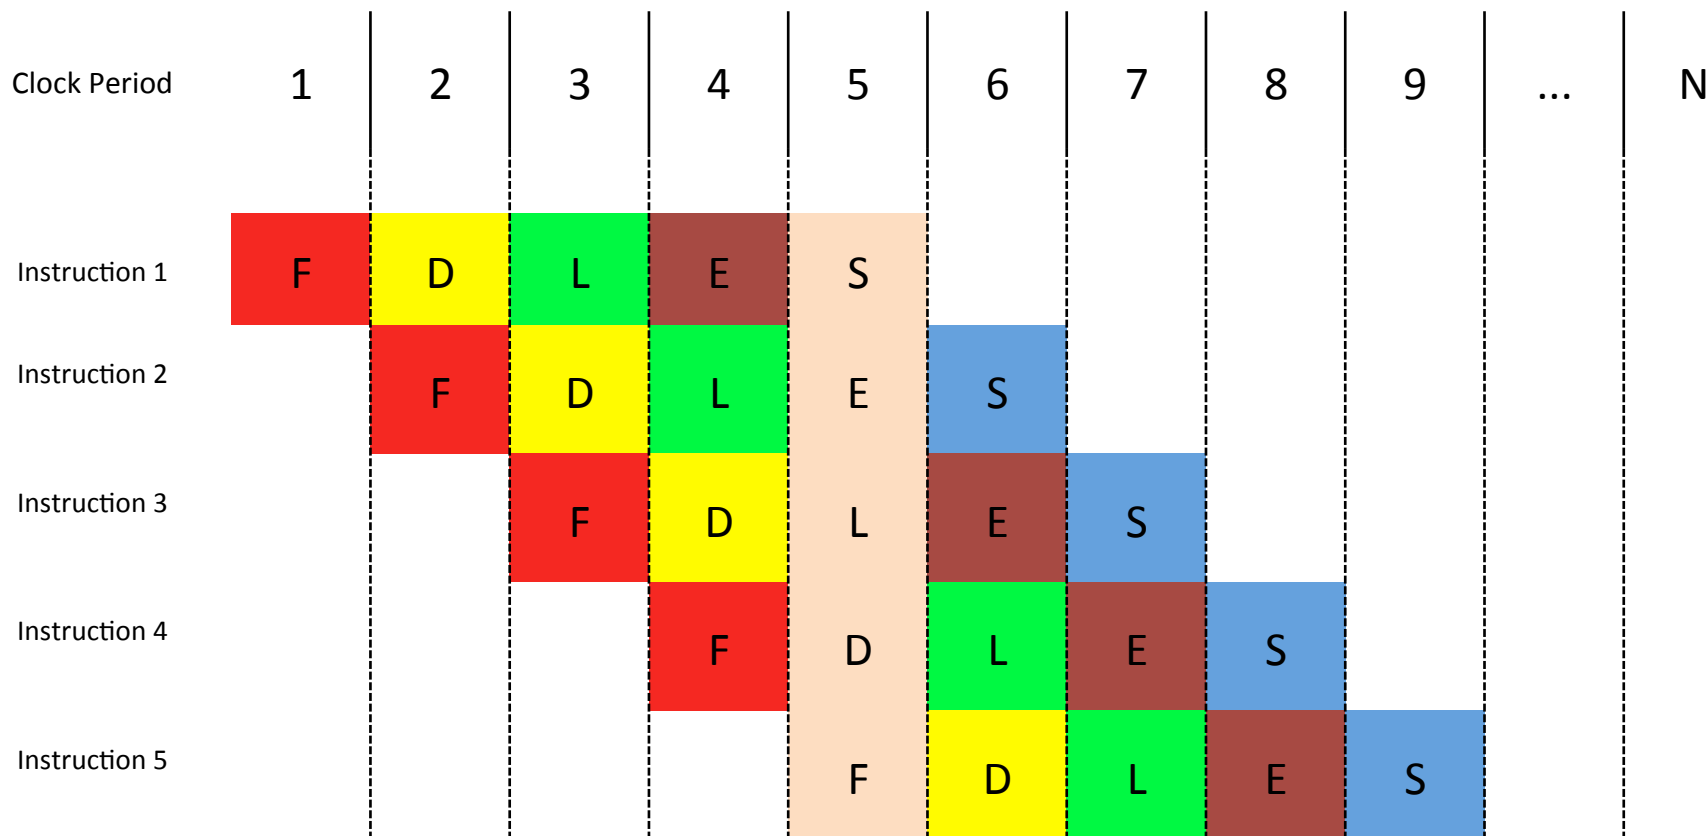 Clock Period 1 2 3 4 5 6 7 8 9 ... N
Instruction 1 F D L E S
Instruction 2 F D L E S
Instruction 3 F D L E S
Instruction 4 F D L E S
Instruction 5 F D L E S